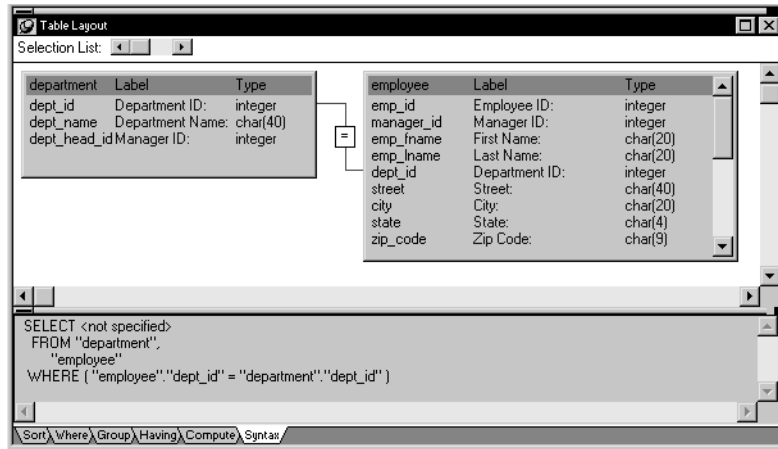 Table Layout
Selection List:
department Label Type
dept_id Department ID: integer
dept_name Department Name: char(40)
dept_head_id Manager ID: integer
=
employee Label Type
emp_id Employee ID: integer
manager_id Manager ID: integer
emp_fname First Name: char(20)
emp_lname Last Name: char(20)
dept_id Department ID: integer
street Street: char(40)
city City: char(20)
state State: char(4)
zip_code Zip Code: char(9)
SELECT <not specified>
FROM "department",
"employee"
WHERE ( "employee"."dept_id" = "department"."dept_id" )
Sort Where Group Having Compute Syntax